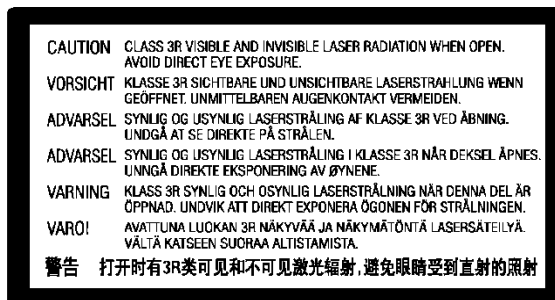 CAUTION CLASS 3R VISIBLE AND INVISIBLE LASER RADIATION WHEN OPEN.
AVOID DIRECT EYE EXPOSURE.
VORSICHT KLASSE 3R SICHTBARE UND UNSICHTBARE LASERSTRAHLUNG WENN
GEÖFFNET. UNMITTELBAREN AUGENKONTAKT VERMEIDEN.
ADVARSEL SYNLIG OG USYNLIG LASERSTRÅLING AF KLASSE 3R VED ÅBNING.
UNDGÅ AT SE DIREKTE PÅ STRÅLEN.
ADVARSEL SYNLIG OG USYNLIG LASERSTRÅLING I KLASSE 3R NÅR DEKSEL ÅPNES.
UNNGÅ DIREKTE EKSPONERING AV ØYNENE.
VARNING KLASS 3R SYNLIG OCH OSYNLIG LASERSTRÅLNING NÄR DENNA DEL ÄR
ÖPPNAD. UNDVIK ATT DIREKT EXPONERA ÖGONEN FÖR STRÅLNINGEN.
VARO! AVATTUNA LUOKAN 3R NÄKYVÄÄ JA NÄKYMÄTÖNTÄ LASERSÄTEILYÄ.
VÄLTÄ KATSEEN SUORAA ALTISTAMISTA.
警告 打开时有3R类可见和不可见激光辐射,避免眼睛受到直射的照射